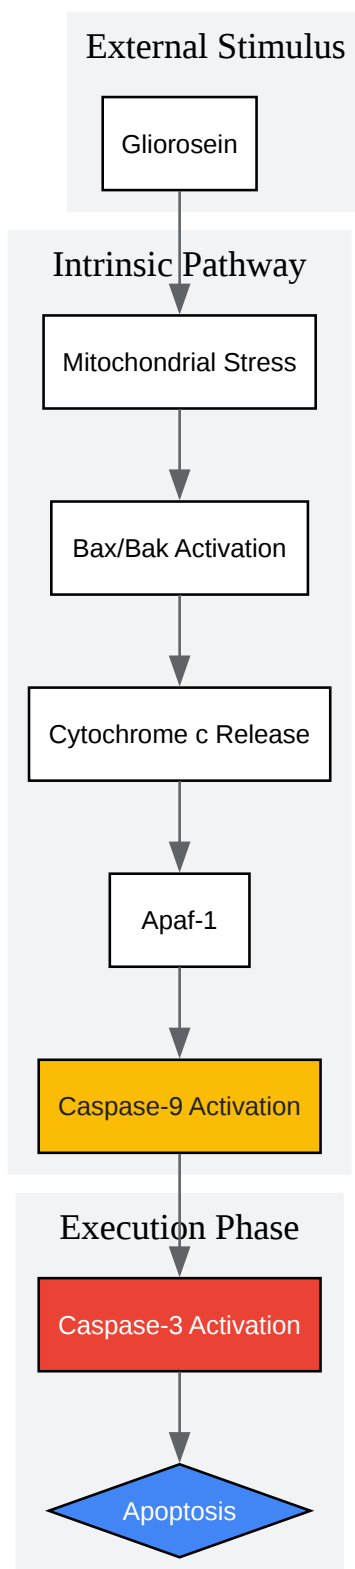 External Stimulus
Gliorosein
Intrinsic Pathway
Mitochondrial Stress
Bax/Bak Activation
Cytochrome c Release
Apaf-1
Caspase-9 Activation
Execution Phase
Caspase-3 Activation
Apoptosis